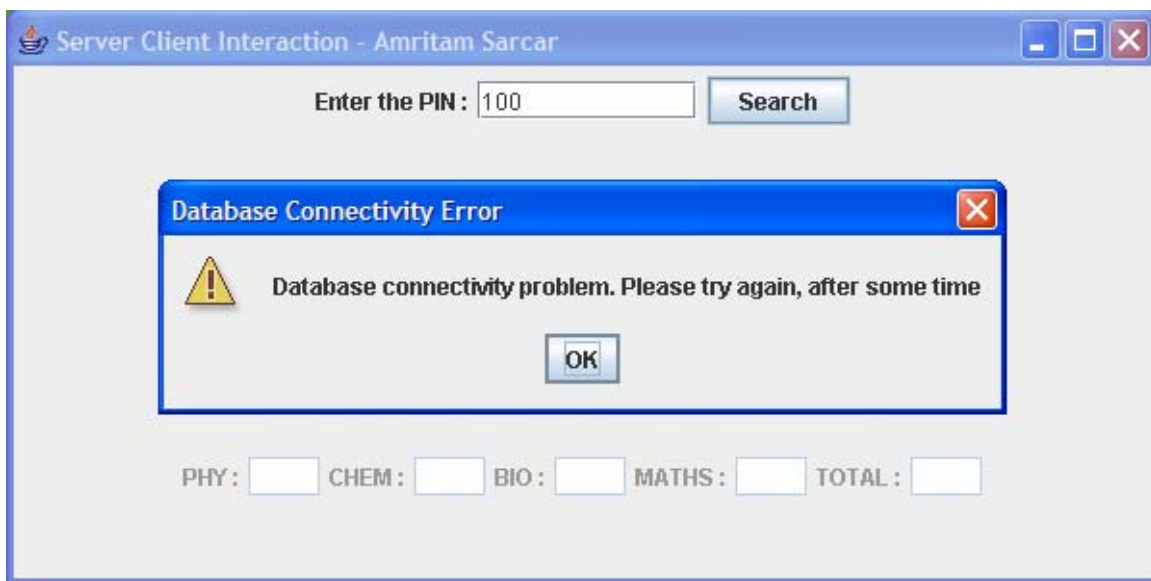 Server Client Interaction - Amritam Sarcar
Enter the PIN : 100 Search
Database Connectivity Error
Database connectivity problem. Please try again, after some time
OK
PHY : CHEM : BIO : MATHS : TOTAL :